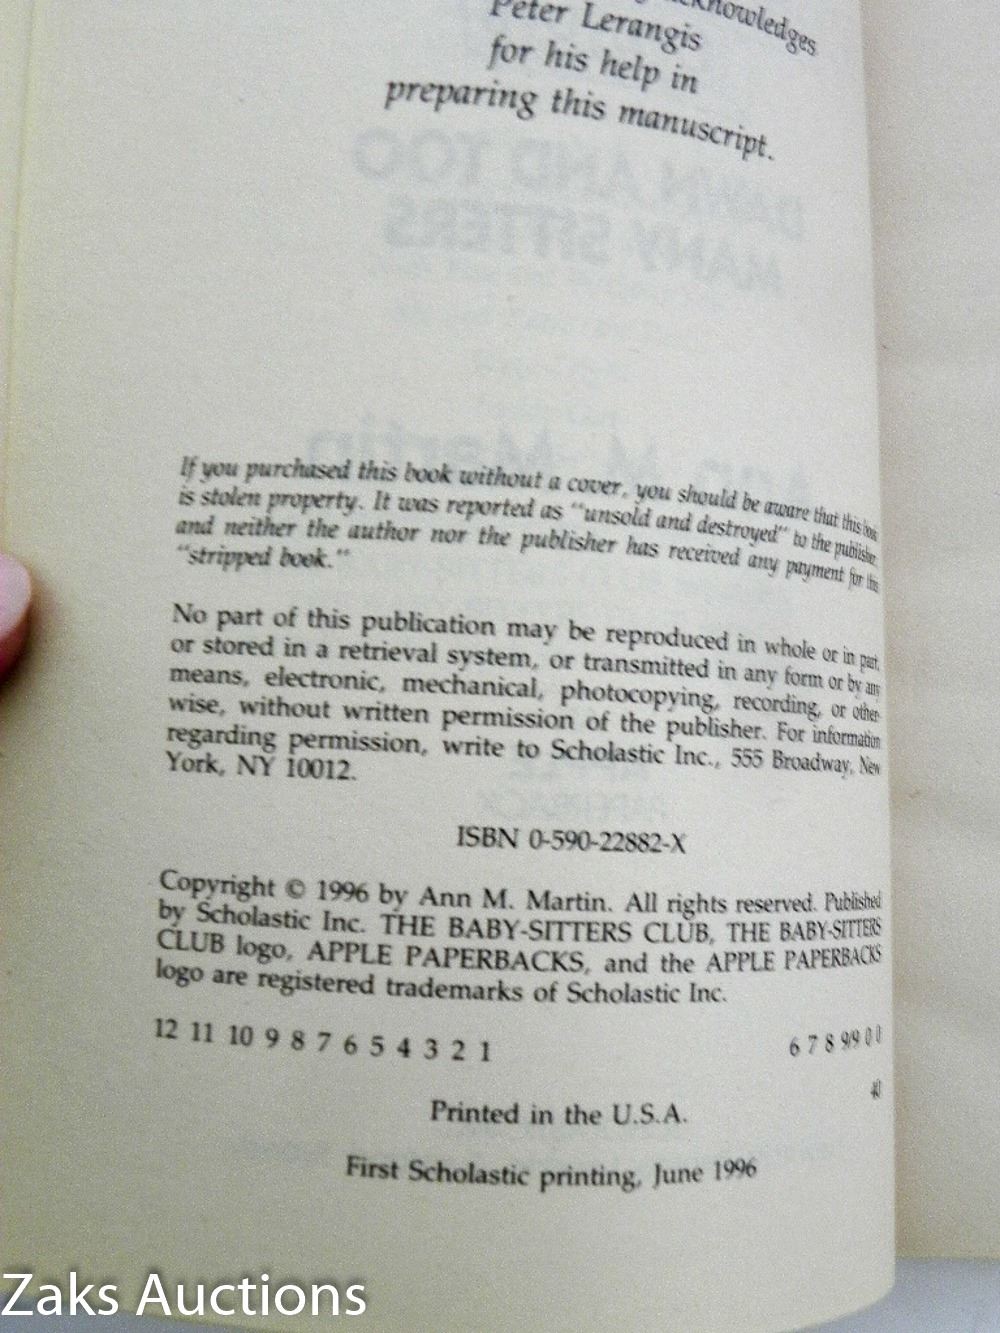 acknowledges
Peter Lerangis
for his help in
preparing this manuscript.
DAWN AND TOO
MANY SITTERS
M. Martin
If you purchased this book without a cover, you should be aware that this book
is stolen property. It was reported as "unsold and destroyed" to the publisher,
and neither the author nor the publisher has received any payment for this
"stripped book."
No part of this publication may be reproduced in whole or in part,
or stored in a retrieval system, or transmitted in any form or by any
means, electronic, mechanical, photocopying, recording, or other-
wise, without written permission of the publisher. For information
regarding permission, write to Scholastic Inc., 555 Broadway, New
York, NY 10012.
PAPERBACK
ISBN 0-590-22882-X
Copyright © 1996 by Ann M. Martin. All rights reserved. Published
by Scholastic Inc. THE BABY-SITTERS CLUB, THE BABY-SITTERS
CLUB logo, APPLE PAPERBACKS, and the APPLE PAPERBACKS
logo are registered trademarks of Scholastic Inc.
12 11 10 9 8 7 6 5 4 3 2 1 6 7 8 9/9 0 0
40
Printed in the U.S.A.
First Scholastic printing, June 1996
Zaks Auctions